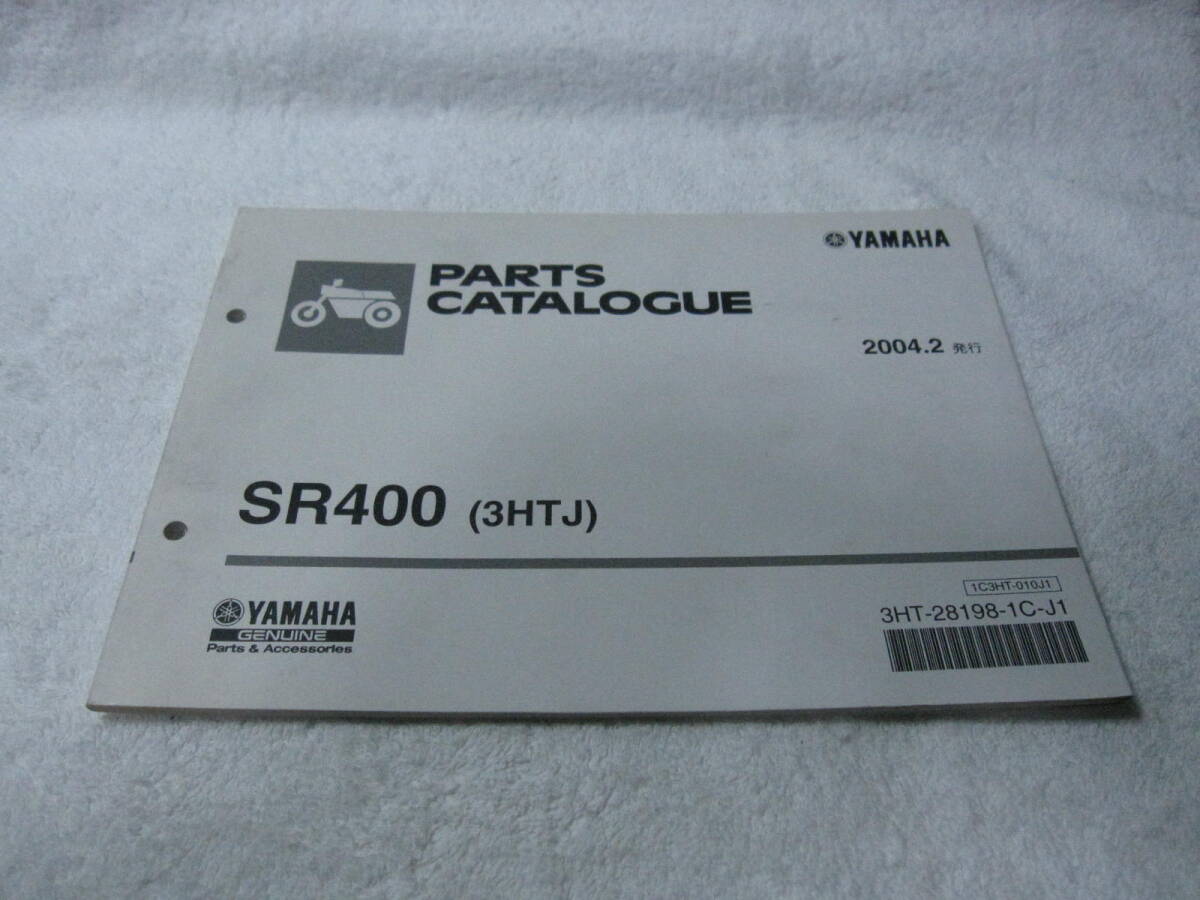 YAMAHA
PARTS
CATALOGUE
2004.2 発行
SR400 (3HTJ)
YAMAHA
GENUINE
Parts & Accessories
1C3HT-010J1
3HT-28198-1C-J1